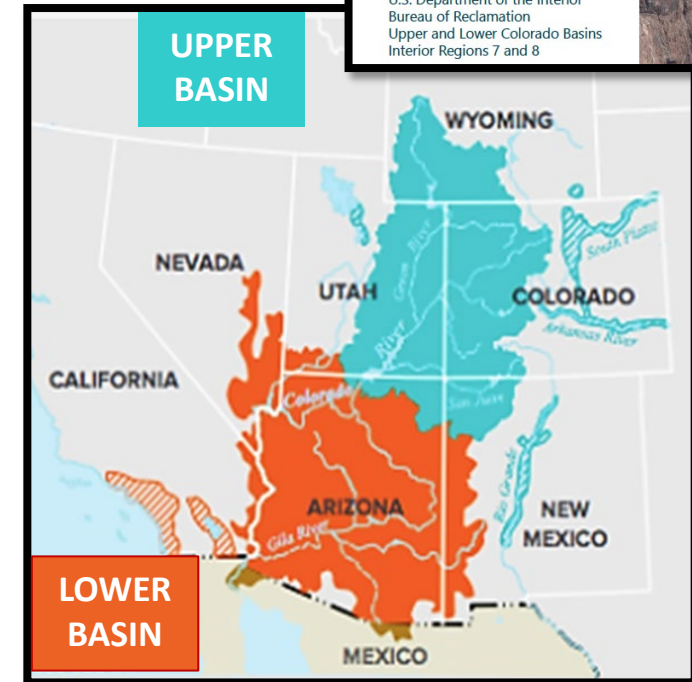 U.S. Department of the Interior
Bureau of Reclamation
Upper and Lower Colorado Basins
Interior Regions 7 and 8
UPPER
BASIN
WYOMING
South Platte
NEVADA
UTAH
Green River
COLORADO
Arkansas River
River
CALIFORNIA
Colorado
San Juan
ARIZONA
Rio Grande
NEW
MEXICO
Gila River
LOWER
BASIN
MEXICO